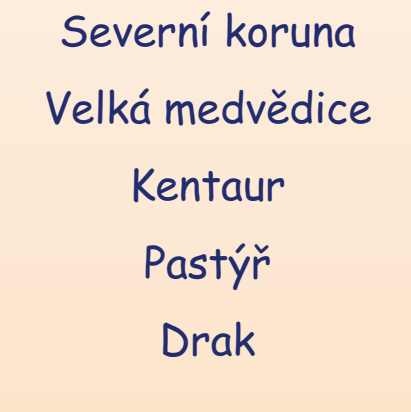 Severní koruna
Velká medvědice
Kentaur
Pastýř
Drak